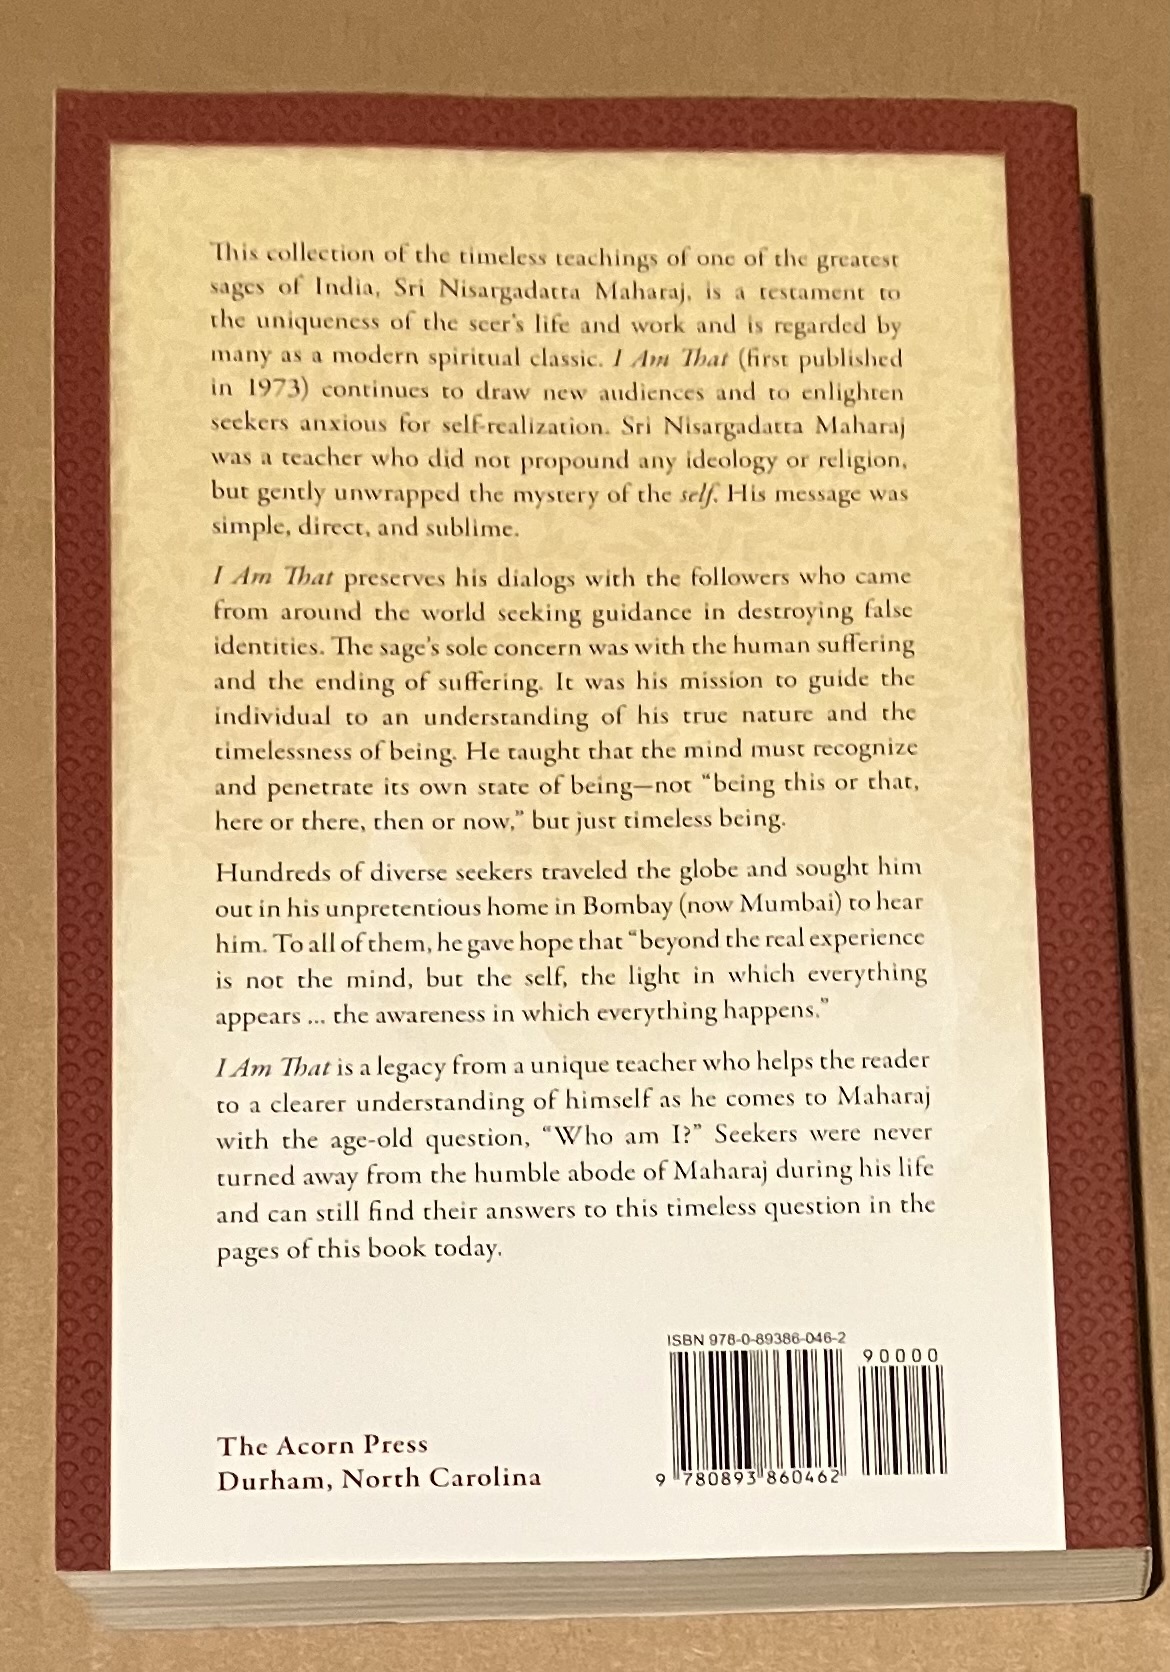 This collection of the timeless teachings of one of the greatest
sages of India, Sri Nisargadatta Maharaj, is a testament to
the uniqueness of the seer's life and work and is regarded by
many as a modern spiritual classic. I Am That (first published
in 1973) continues to draw new audiences and to enlighten
seekers anxious for self-realization. Sri Nisargadatta Maharaj
was a teacher who did not propound any ideology or religion,
but gently unwrapped the mystery of the self. His message was
simple, direct, and sublime.
I Am That preserves his dialogs with the followers who came
from around the world seeking guidance in destroying false
identities. The sage's sole concern was with the human suffering
and the ending of suffering. It was his mission to guide the
individual to an understanding of his true nature and the
timelessness of being. He taught that the mind must recognize
and penetrate its own state of being—not “being this or that,
here or there, then or now,” but just timeless being.
Hundreds of diverse seekers traveled the globe and sought him
out in his unpretentious home in Bombay (now Mumbai) to hear
him. To all of them, he gave hope that “beyond the real experience
is not the mind, but the self, the light in which everything
appears ... the awareness in which everything happens.”
I Am That is a legacy from a unique teacher who helps the reader
to a clearer understanding of himself as he comes to Maharaj
with the age-old question, “Who am I?” Seekers were never
turned away from the humble abode of Maharaj during his life
and can still find their answers to this timeless question in the
pages of this book today.
ISBN 978-0-89386-046-2
90000
9 780893 860462
The Acorn Press
Durham, North Carolina